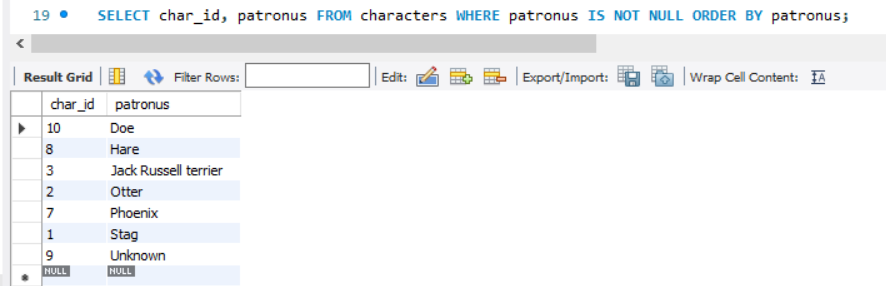 19 SELECT char_id, patronus FROM characters WHERE patronus IS NOT NULL ORDER BY patronus;
Result Grid Filter Rows: Edit: Export/Import: Wrap Cell Content: IA
char_id patronus
10 Doe
8 Hare
3 Jack Russell terrier
2 Otter
7 Phoenix
1 Stag
9 Unknown
NULL NULL